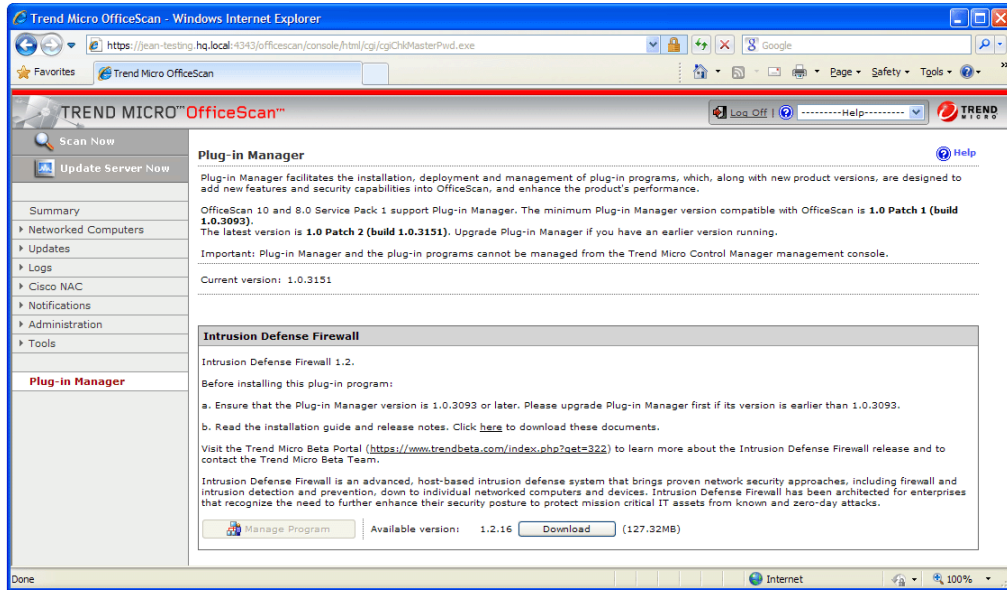 Trend Micro OfficeScan - Windows Internet Explorer
https://jean-testing.hq.local:4343/officescan/console/html/cgi/cgiChkMasterPwd.exe
Google
Favorites
Trend Micro OfficeScan
Page
Safety
Tools
TREND MICRO™ OfficeScan™
Log Off | ---------Help---------
TREND MICRO
Scan Now
Update Server Now
Summary
Networked Computers
Updates
Logs
Cisco NAC
Notifications
Administration
Tools
Plug-in Manager
Plug-in Manager
Help
Plug-in Manager facilitates the installation, deployment and management of plug-in programs, which, along with new product versions, are designed to
add new features and security capabilities into OfficeScan, and enhance the product's performance.
OfficeScan 10 and 8.0 Service Pack 1 support Plug-in Manager. The minimum Plug-in Manager version compatible with OfficeScan is 1.0 Patch 1 (build
1.0.3093).
The latest version is 1.0 Patch 2 (build 1.0.3151). Upgrade Plug-in Manager if you have an earlier version running.
Important: Plug-in Manager and the plug-in programs cannot be managed from the Trend Micro Control Manager management console.
Current version: 1.0.3151
Intrusion Defense Firewall
Intrusion Defense Firewall 1.2.
Before installing this plug-in program:
a. Ensure that the Plug-in Manager version is 1.0.3093 or later. Please upgrade Plug-in Manager first if its version is earlier than 1.0.3093.
b. Read the installation guide and release notes. Click here to download these documents.
Visit the Trend Micro Beta Portal (https://www.trendbeta.com/index.php?get=322) to learn more about the Intrusion Defense Firewall release and to
contact the Trend Micro Beta Team.
Intrusion Defense Firewall is an advanced, host-based intrusion defense system that brings proven network security approaches, including firewall and
intrusion detection and prevention, down to individual networked computers and devices. Intrusion Defense Firewall has been architected for enterprises
that recognize the need to further enhance their security posture to protect mission critical IT assets from known and zero-day attacks.
Manage Program
Available version: 1.2.16
Download
(127.32MB)
Done
Internet
100%